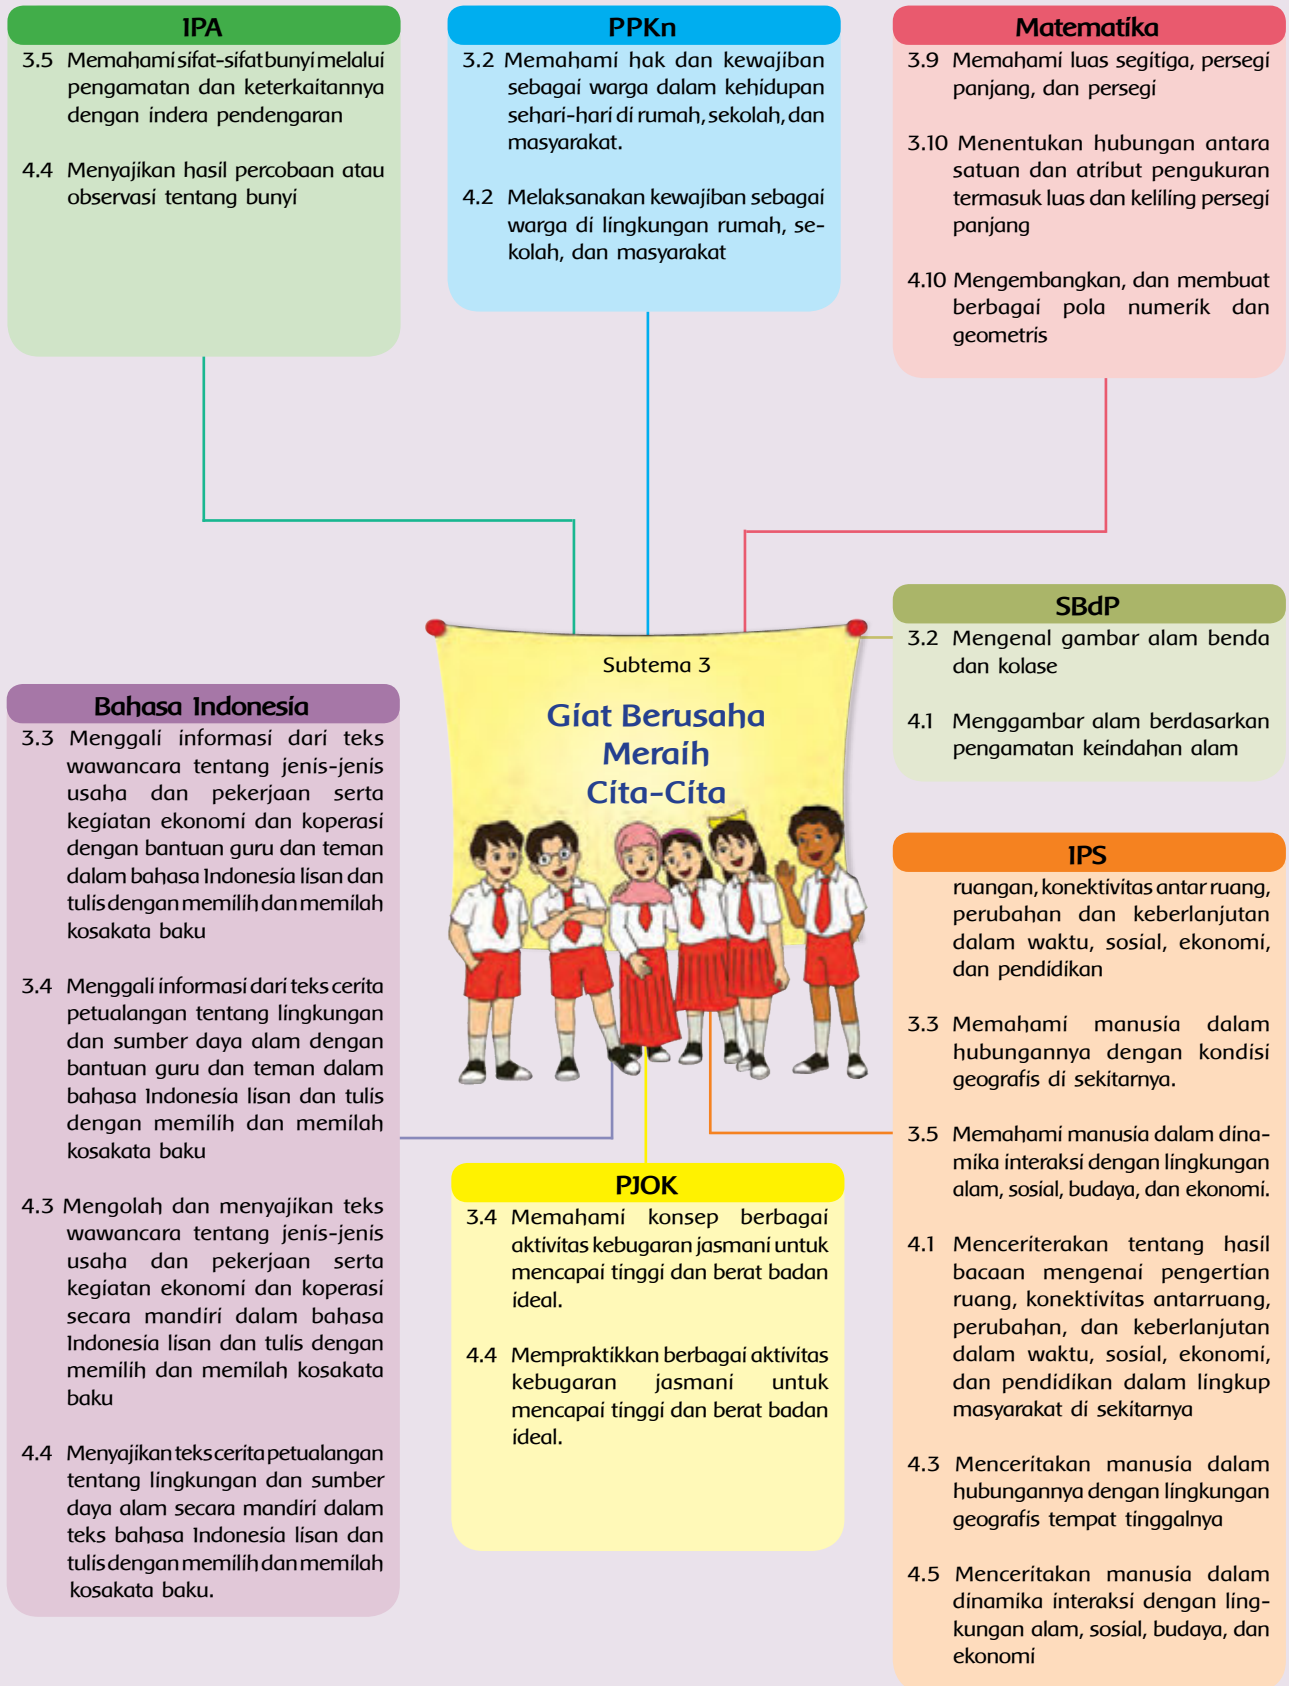 IPA
3.5 Memahami sifat-sifat bunyi melalui
pengamatan dan keterkaitannya
dengan indera pendengaran
4.4 Menyajikan hasil percobaan atau
observasi tentang bunyi
PPKn
3.2 Memahami hak dan kewajiban
sebagai warga dalam kehidupan
sehari-hari di rumah, sekolah, dan
masyarakat.
4.2 Melaksanakan kewajiban sebagai
warga di lingkungan rumah, se-
kolah, dan masyarakat
Matematika
3.9 Memahami luas segitiga, persegi
panjang, dan persegi
3.10 Menentukan hubungan antara
satuan dan atribut pengukuran
termasuk luas dan keliling persegi
panjang
4.10 Mengembangkan, dan membuat
berbagai pola numerik dan
geometris
Subtema 3
Giat Berusaha
Meraih
Cita-Cita
SBdP
3.2 Mengenal gambar alam benda
dan kolase
4.1 Menggambar alam berdasarkan
pengamatan keindahan alam
Bahasa Indonesia
3.3 Menggali informasi dari teks
wawancara tentang jenis-jenis
usaha dan pekerjaan serta
kegiatan ekonomi dan koperasi
dengan bantuan guru dan teman
dalam bahasa Indonesia lisan dan
tulis dengan memilih dan memilah
kosakata baku
3.4 Menggali informasi dari teks cerita
petualangan tentang lingkungan
dan sumber daya alam dengan
bantuan guru dan teman dalam
bahasa Indonesia lisan dan tulis
dengan memilih dan memilah
kosakata baku
4.3 Mengolah dan menyajikan teks
wawancara tentang jenis-jenis
usaha dan pekerjaan serta
kegiatan ekonomi dan koperasi
secara mandiri dalam bahasa
Indonesia lisan dan tulis dengan
memilih dan memilah kosakata
baku
4.4 Menyajikan teks cerita petualangan
tentang lingkungan dan sumber
daya alam secara mandiri dalam
teks bahasa Indonesia lisan dan
tulis dengan memilih dan memilah
kosakata baku.
PJOK
3.4 Memahami konsep berbagai
aktivitas kebugaran jasmani untuk
mencapai tinggi dan berat badan
ideal.
4.4 Mempraktikkan berbagai aktivitas
kebugaran jasmani untuk
mencapai tinggi dan berat badan
ideal.
IPS
ruangan, konektivitas antar ruang,
perubahan dan keberlanjutan
dalam waktu, sosial, ekonomi,
dan pendidikan
3.3 Memahami manusia dalam
hubungannya dengan kondisi
geografis di sekitarnya.
3.5 Memahami manusia dalam dina-
mika interaksi dengan lingkungan
alam, sosial, budaya, dan ekonomi.
4.1 Menceriterakan tentang hasil
bacaan mengenai pengertian
ruang, konektivitas antarruang,
perubahan, dan keberlanjutan
dalam waktu, sosial, ekonomi,
dan pendidikan dalam lingkup
masyarakat di sekitarnya
4.3 Menceritakan manusia dalam
hubungannya dengan lingkungan
geografis tempat tinggalnya
4.5 Menceritakan manusia dalam
dinamika interaksi dengan ling-
kungan alam, sosial, budaya, dan
ekonomi